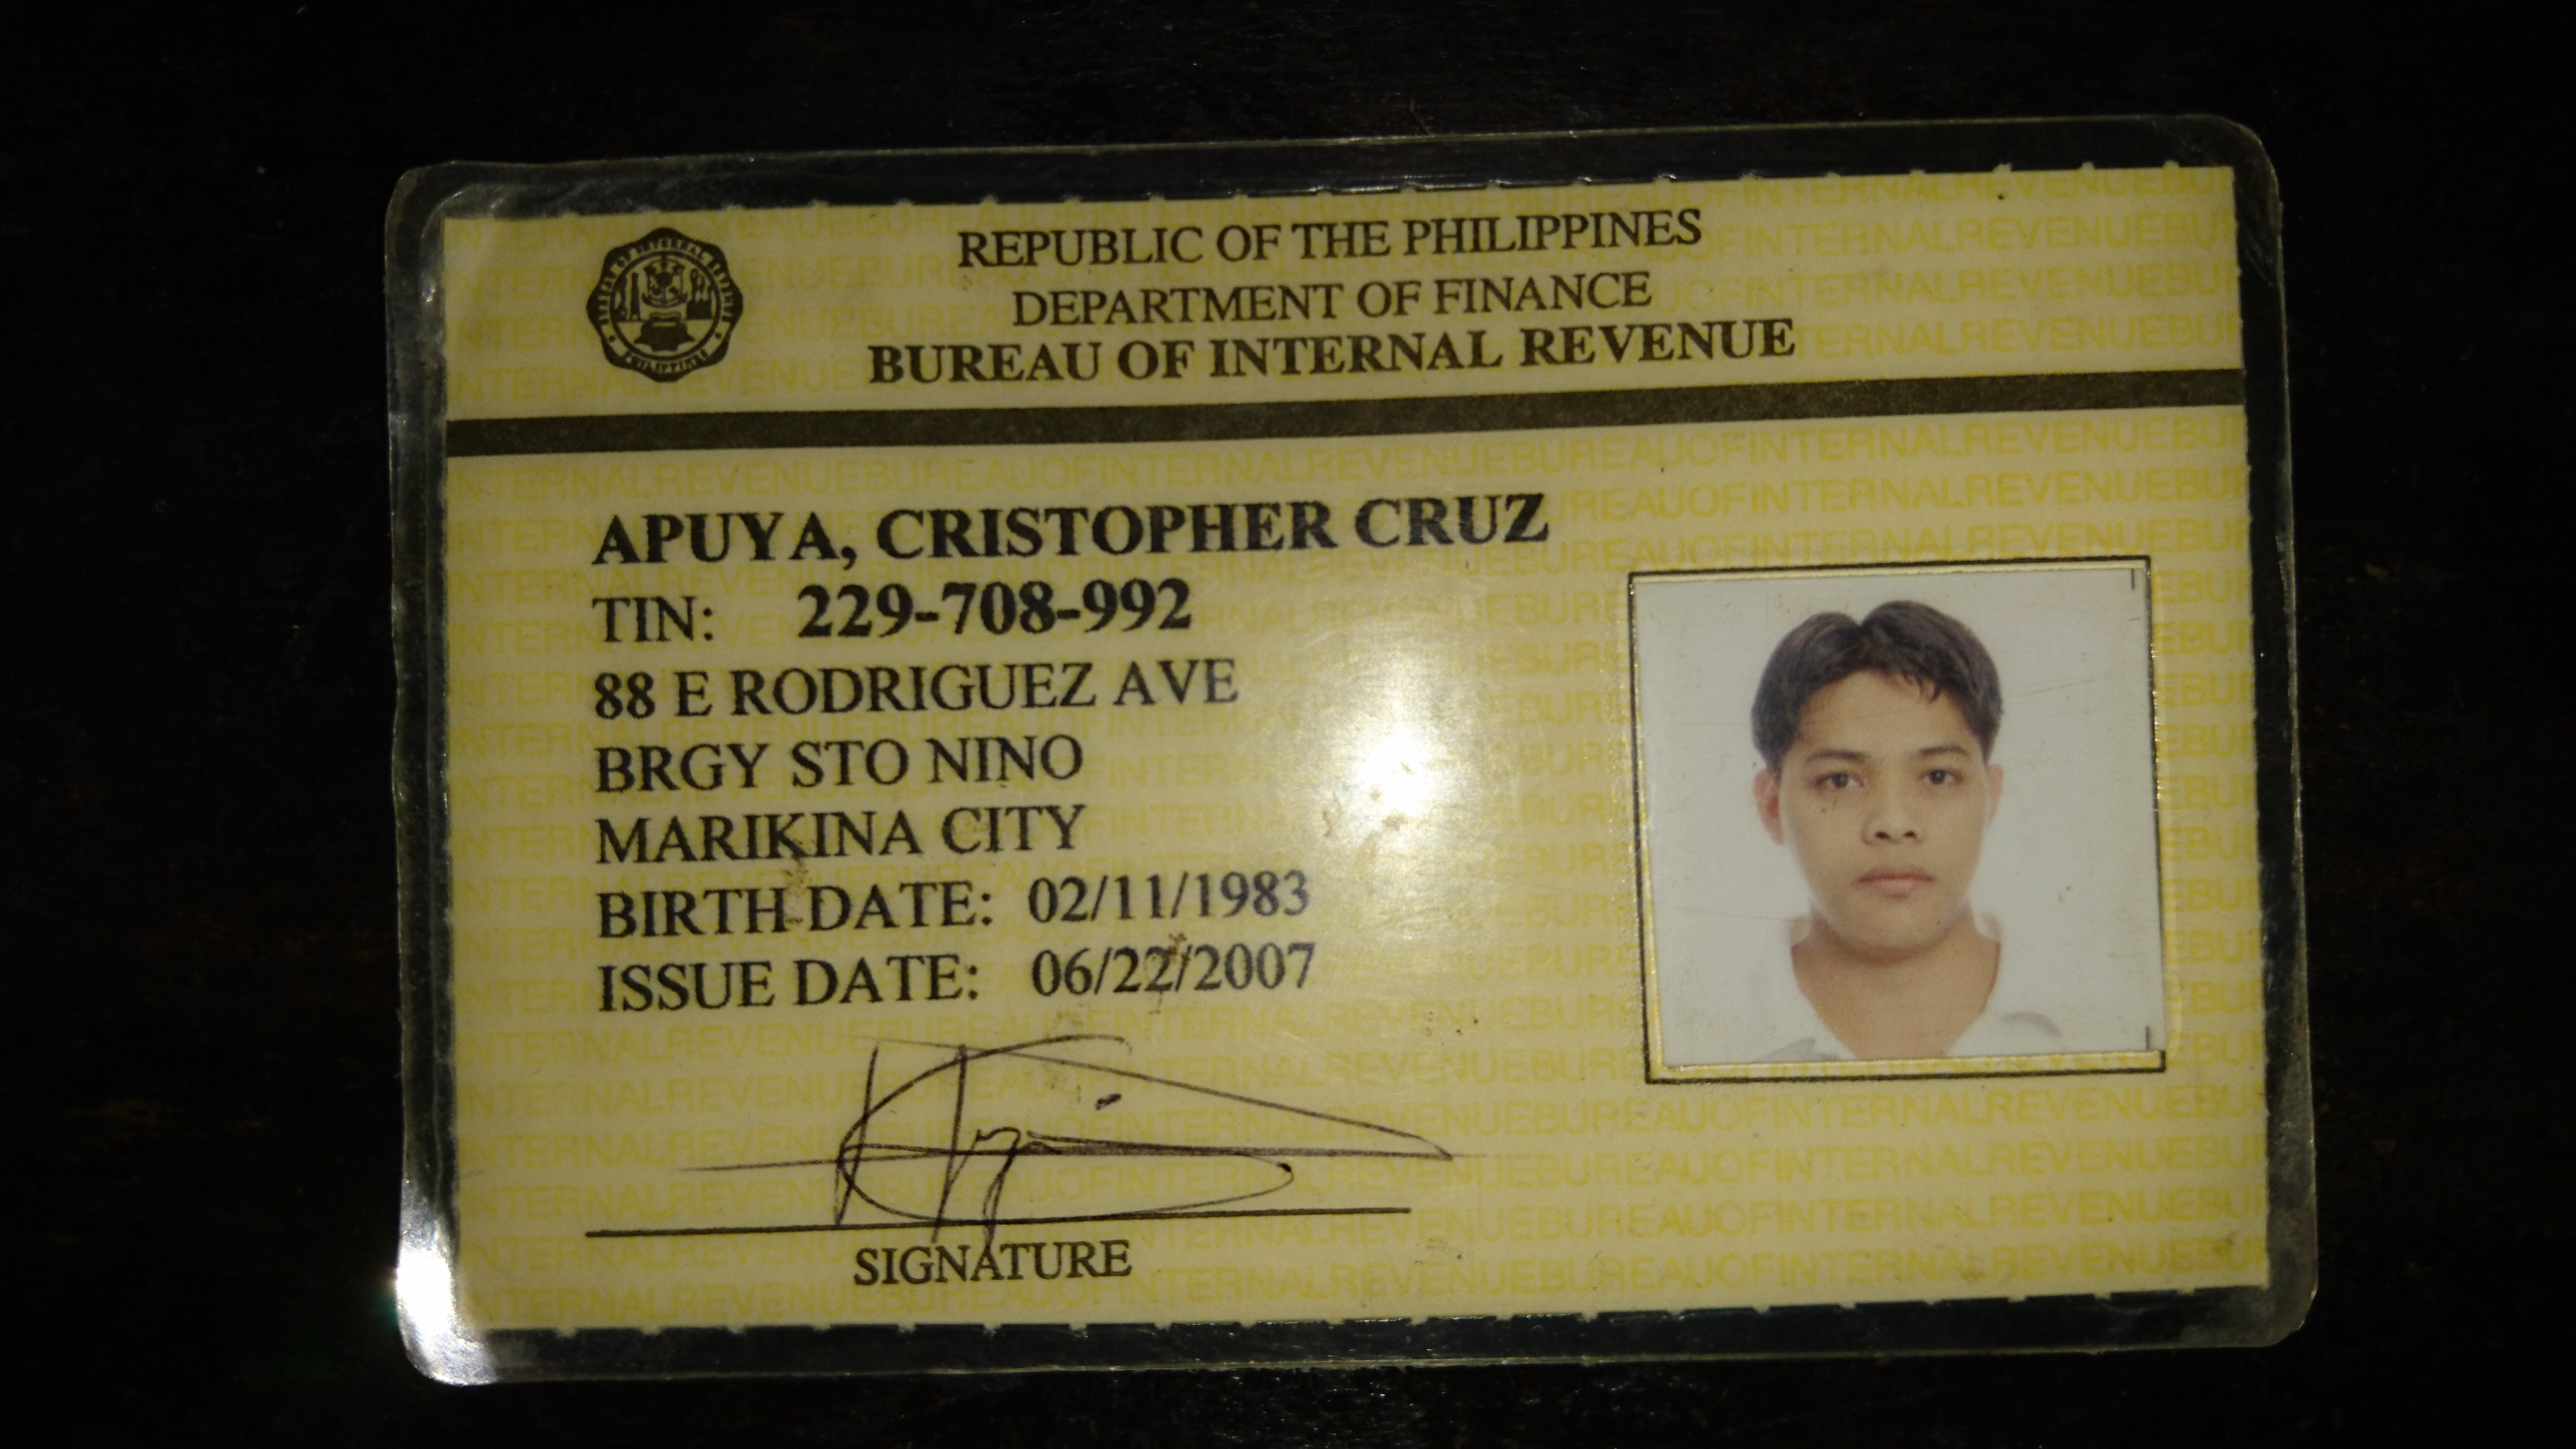 REPUBLIC OF THE PHILIPPINES
DEPARTMENT OF FINANCE
BUREAU OF INTERNAL REVENUE
APUYA, CRISTOPHER CRUZ
TIN: 229-708-992
88 E RODRIGUEZ AVE
BRGY STO NINO
MARIKINA CITY
BIRTH DATE: 02/11/1983
ISSUE DATE: 06/22/2007
SIGNATURE